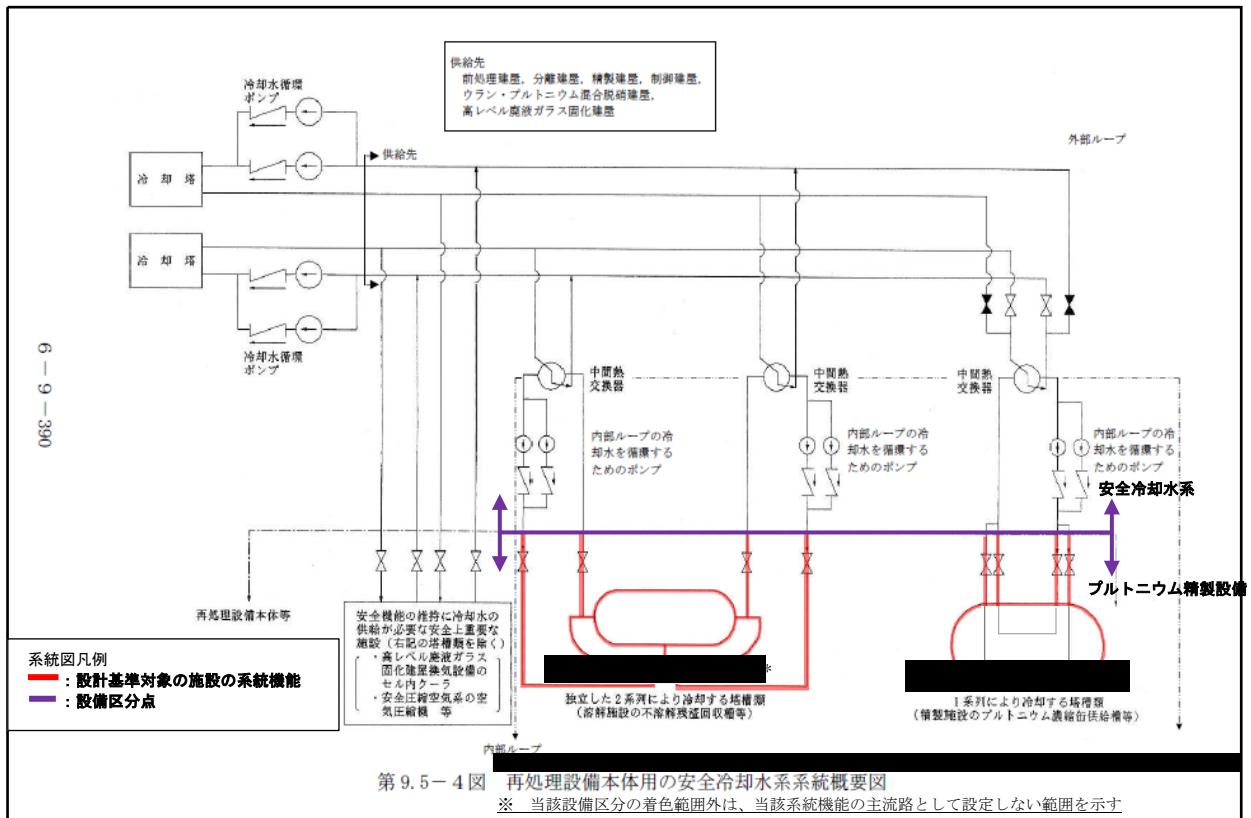 供給先
前処理建屋，分離建屋，精製建屋，制御建屋，
ウラン・プルトニウム混合脱硝建屋，
高レベル廃液ガラス固化建屋
冷却水循環
ポンプ
外部ループ
供給先
冷却塔
冷却塔
冷却水循環
ポンプ
6－9－390
中間熱
交換器
中間熱
交換器
中間熱
交換器
内部ループの冷
却水を循環する
ためのポンプ
内部ループの冷
却水を循環する
ためのポンプ
内部ループの冷
却水を循環する
ためのポンプ
安全冷却水系
プルトニウム精製設備
再処理設備本体等
安全機能の維持に冷却水の
供給が必要な安全上重要な
施設（右記の塔槽類を除く）
・高レベル廃液ガラス
固化建屋換気設備の
セル内クーラ
・安全圧縮空気系の空
気圧縮機　等
*
独立した2系列により冷却する塔槽類
（溶解施設の不溶解残渣回収槽等）
1系列により冷却する塔槽類
（精製施設のプルトニウム濃縮缶供給槽等）
系統図凡例
：設計基準対象の施設の系統機能
：設備区分点
内部ループ
第9.5－4図　再処理設備本体用の安全冷却水系系統概要図
※　当該設備区分の着色範囲外は、当該系統機能の主流路として設定しない範囲を示す